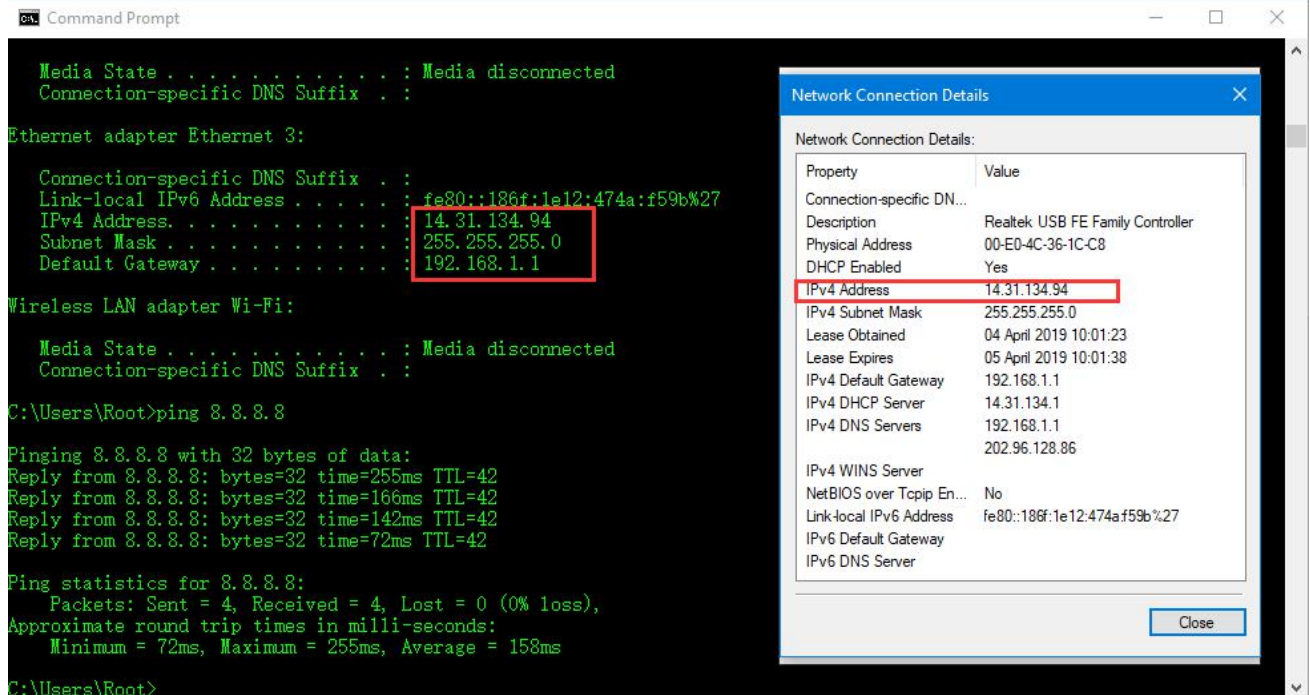 Command Prompt
Media State . . . . . . . . . . . : Media disconnected
Connection-specific DNS Suffix  . :
Ethernet adapter Ethernet 3:
Connection-specific DNS Suffix  . :
Link-local IPv6 Address . . . . . : fe80::186f:1e12:474a:f59b%27
IPv4 Address. . . . . . . . . . . : 14.31.134.94
Subnet Mask . . . . . . . . . . . : 255.255.255.0
Default Gateway . . . . . . . . . : 192.168.1.1
Wireless LAN adapter Wi-Fi:
Media State . . . . . . . . . . . : Media disconnected
Connection-specific DNS Suffix  . :
C:\Users\Root>ping 8.8.8.8
Pinging 8.8.8.8 with 32 bytes of data:
Reply from 8.8.8.8: bytes=32 time=255ms TTL=42
Reply from 8.8.8.8: bytes=32 time=166ms TTL=42
Reply from 8.8.8.8: bytes=32 time=142ms TTL=42
Reply from 8.8.8.8: bytes=32 time=72ms TTL=42
Ping statistics for 8.8.8.8:
Packets: Sent = 4, Received = 4, Lost = 0 (0% loss),
Approximate round trip times in milli-seconds:
Minimum = 72ms, Maximum = 255ms, Average = 158ms
C:\Users\Root>
Network Connection Details
Network Connection Details:
Property Value
Connection-specific DN...
Description Realtek USB FE Family Controller
Physical Address 00-E0-4C-36-1C-C8
DHCP Enabled Yes
IPv4 Address 14.31.134.94
IPv4 Subnet Mask 255.255.255.0
Lease Obtained 04 April 2019 10:01:23
Lease Expires 05 April 2019 10:01:38
IPv4 Default Gateway 192.168.1.1
IPv4 DHCP Server 14.31.134.1
IPv4 DNS Servers 192.168.1.1
202.96.128.86
IPv4 WINS Server
NetBIOS over Tcpip En... No
Link-local IPv6 Address fe80::186f:1e12:474a:f59b%27
IPv6 Default Gateway
IPv6 DNS Server
Close